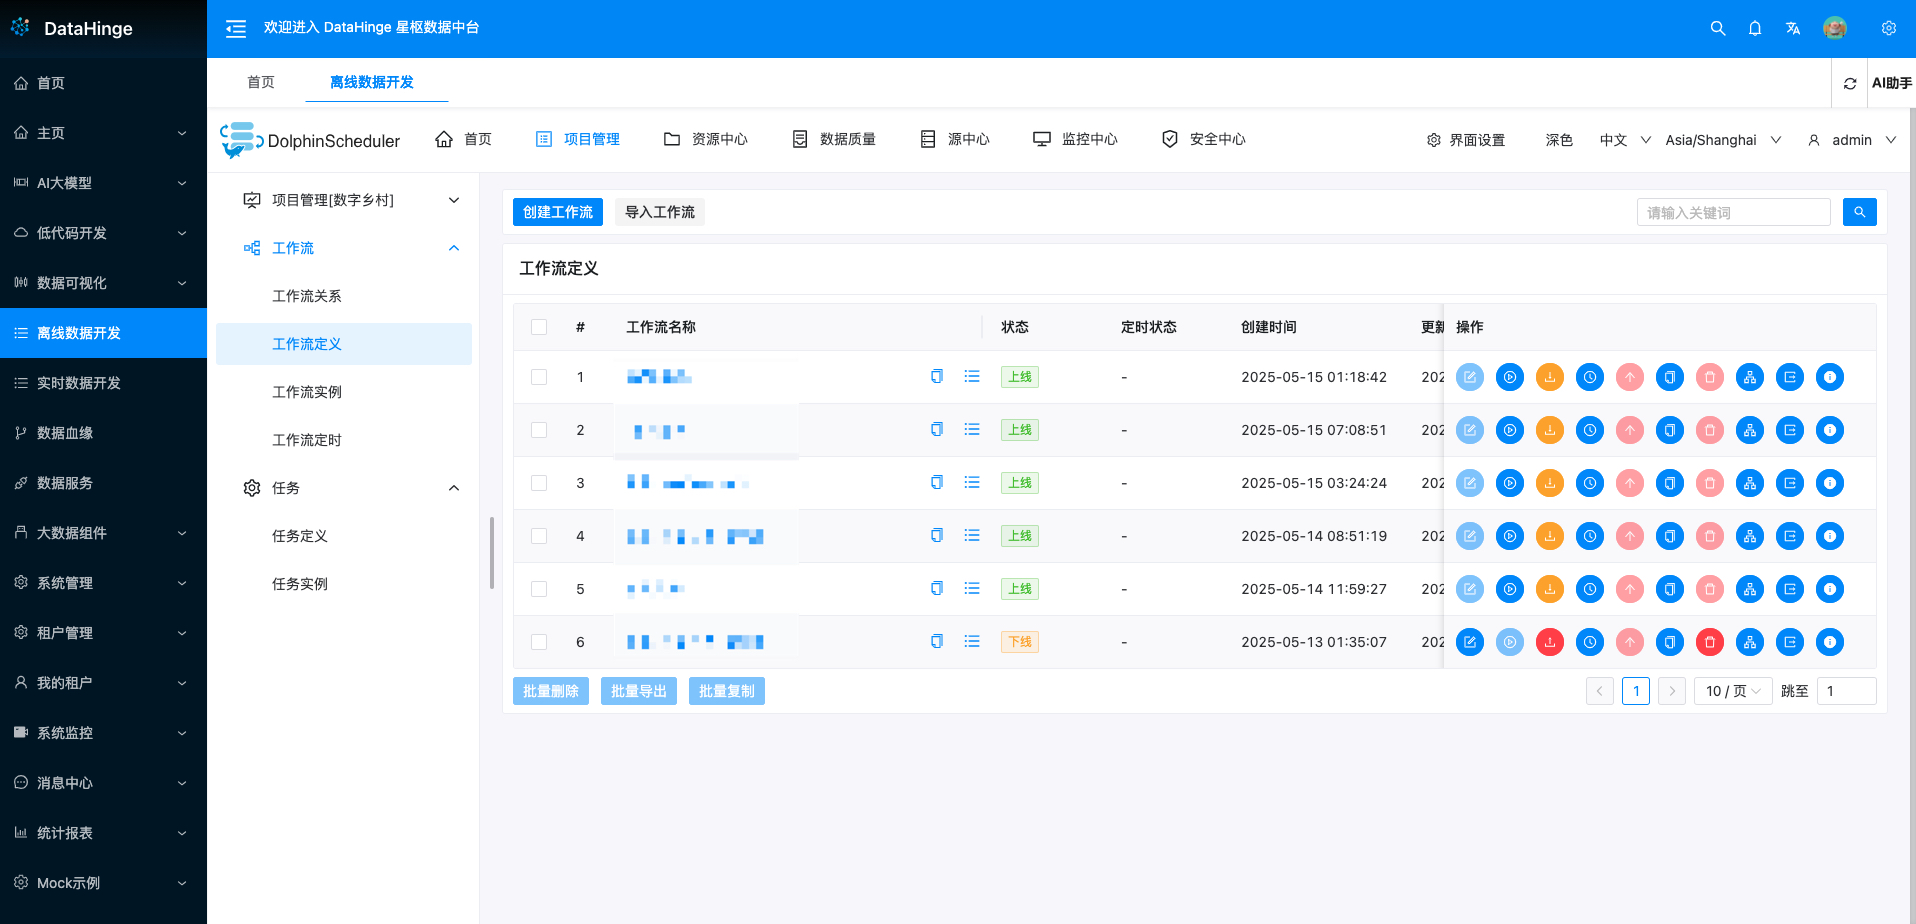 DataHinge
欢迎进入 DataHinge 星枢数据中台
首页
离线数据开发
AI助手
首页
主页
AI大模型
低代码开发
数据可视化
离线数据开发
实时数据开发
数据血缘
数据服务
大数据组件
系统管理
租户管理
我的租户
系统监控
消息中心
统计报表
Mock示例
DolphinScheduler
首页
项目管理
资源中心
数据质量
源中心
监控中心
安全中心
界面设置
深色
中文
Asia/Shanghai
admin
项目管理[数字乡村]
工作流
工作流关系
工作流定义
工作流实例
工作流定时
任务
任务定义
任务实例
创建工作流
导入工作流
请输入关键词
工作流定义
# 工作流名称 状态 定时状态 创建时间 更新 操作
1 上线 - 2025-05-15 01:18:42 202
2 上线 - 2025-05-15 07:08:51 202
3 上线 - 2025-05-15 03:24:24 202
4 上线 - 2025-05-14 08:51:19 202
5 上线 - 2025-05-14 11:59:27 202
6 下线 - 2025-05-13 01:35:07 202
批量删除 批量导出 批量复制
1 10 / 页 跳至 1